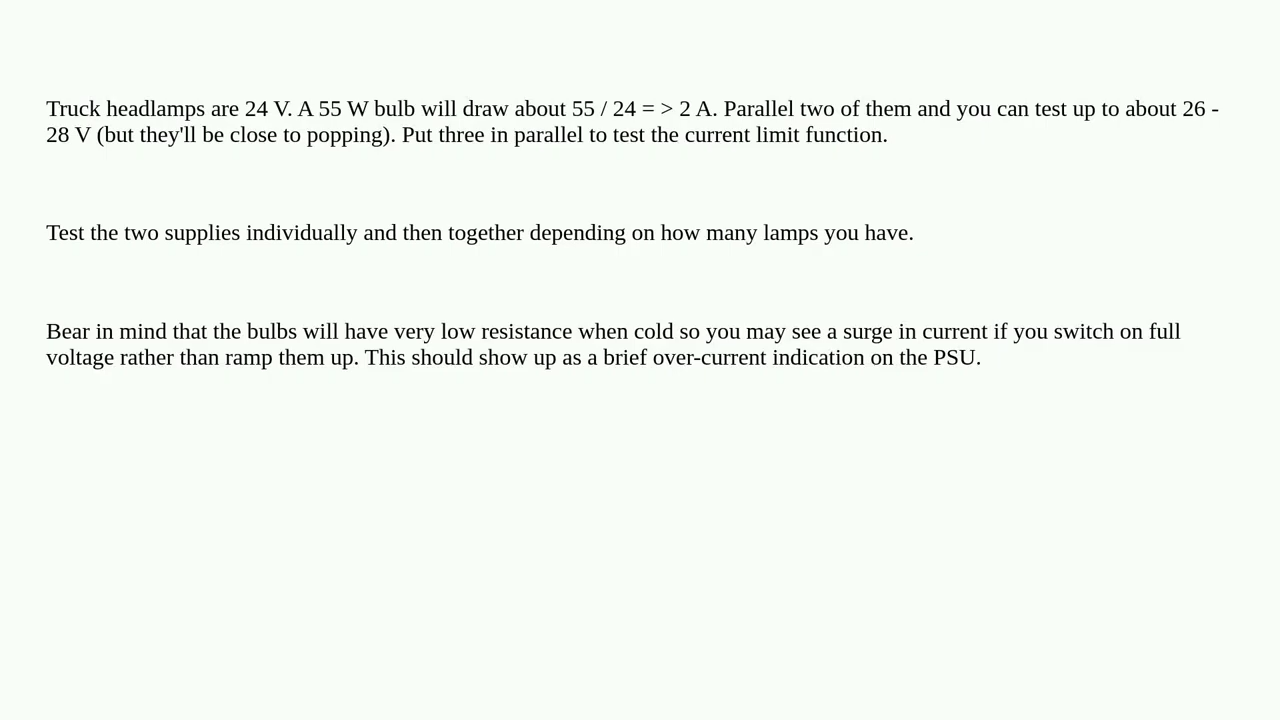 Truck headlamps are 24 V. A 55 W bulb will draw about 55 / 24 = > 2 A. Parallel two of them and you can test up to about 26 -
28 V (but they'll be close to popping). Put three in parallel to test the current limit function.
Test the two supplies individually and then together depending on how many lamps you have.
Bear in mind that the bulbs will have very low resistance when cold so you may see a surge in current if you switch on full
voltage rather than ramp them up. This should show up as a brief over-current indication on the PSU.